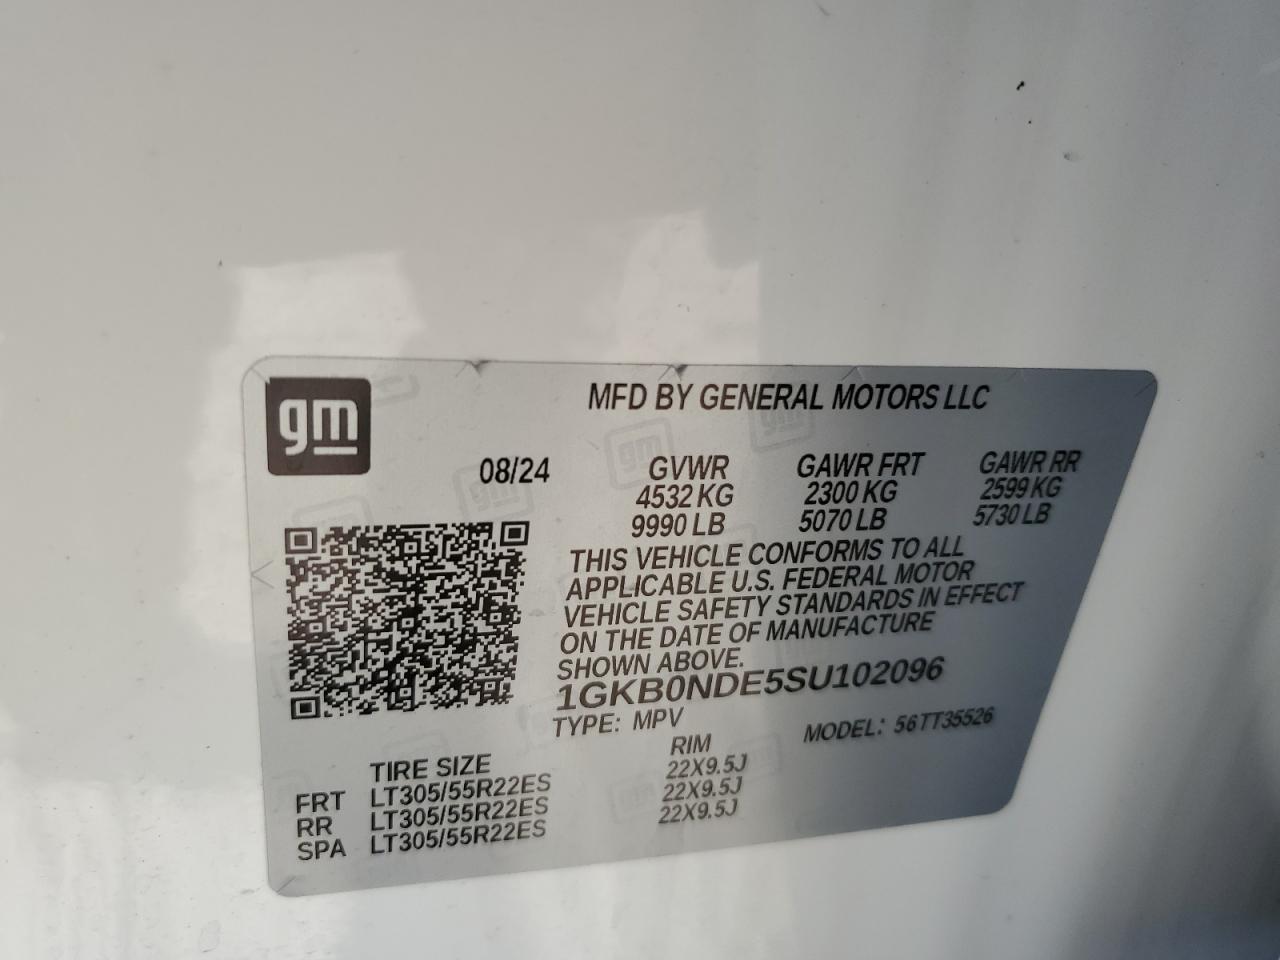 gm
MFD BY GENERAL MOTORS LLC
08/24
GVWR GAWR FRT GAWR RR
4532 KG 2300 KG 2599 KG
9990 LB 5070 LB 5730 LB
THIS VEHICLE CONFORMS TO ALL
APPLICABLE U.S. FEDERAL MOTOR
VEHICLE SAFETY STANDARDS IN EFFECT
ON THE DATE OF MANUFACTURE
SHOWN ABOVE.
1GKB0NDE5SU102096
TYPE: MPV MODEL: 56TT35526
TIRE SIZE RIM
FRT LT305/55R22ES 22X9.5J
RR LT305/55R22ES 22X9.5J
SPA LT305/55R22ES 22X9.5J